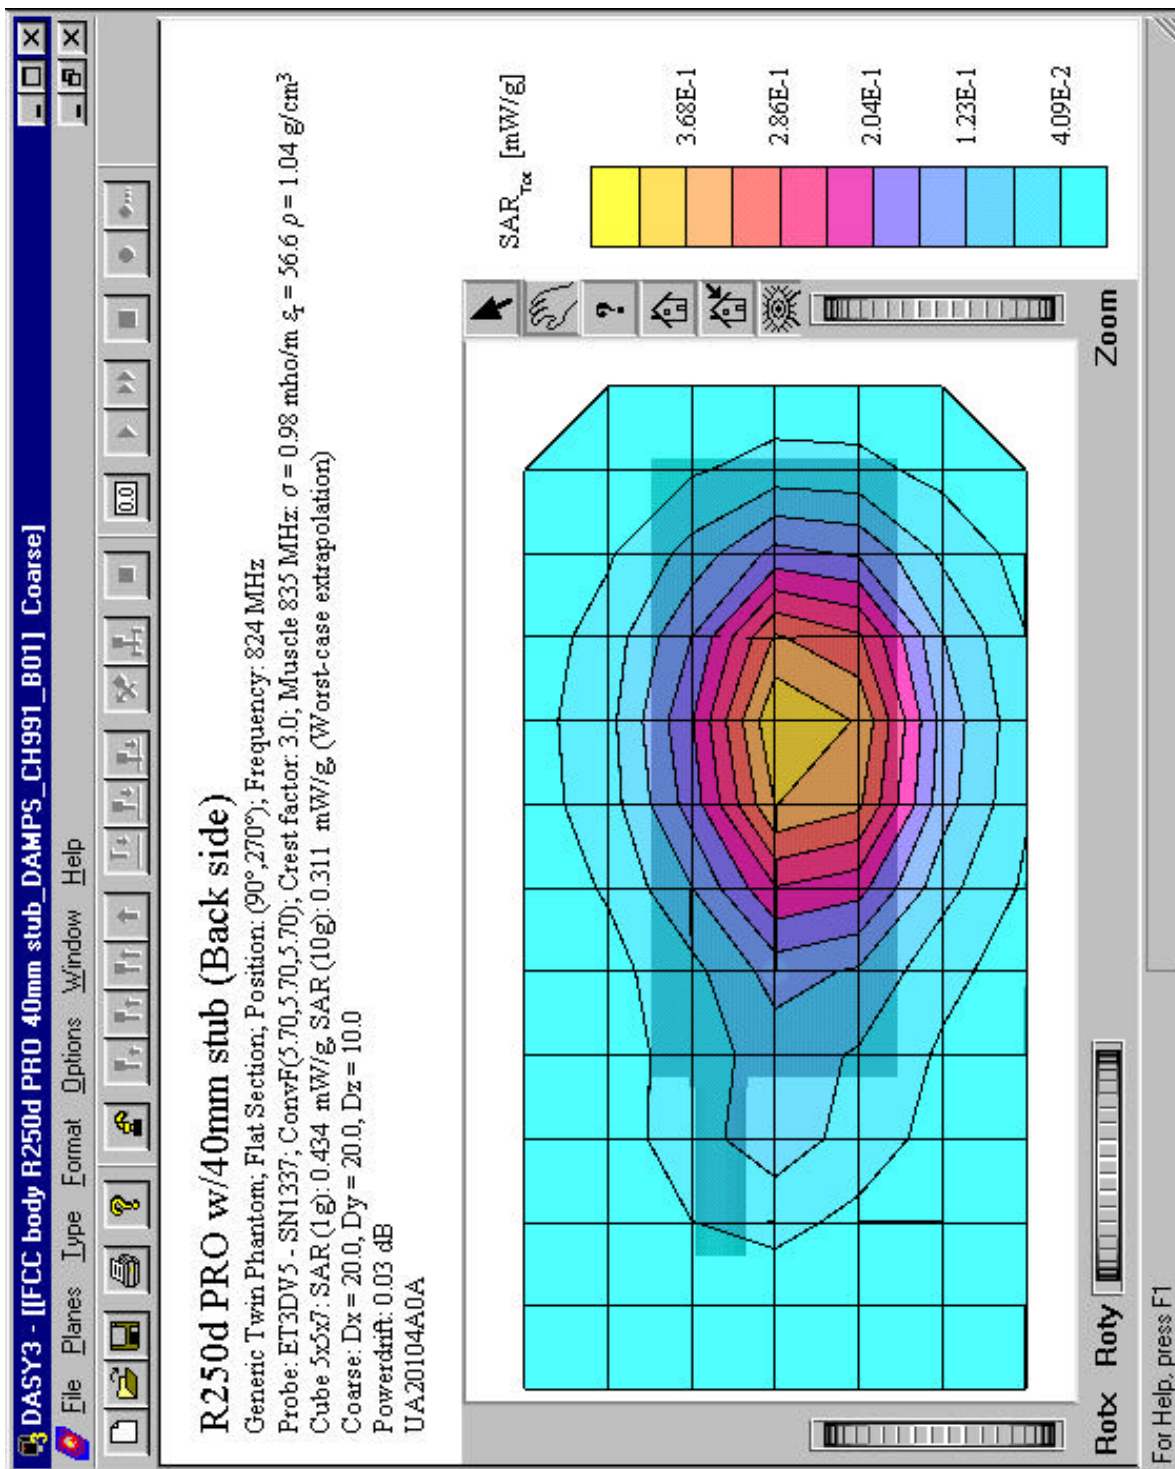 DASY3 - [[FCC body R250d PRO 40mm stub_DAMPS_CH991_B01] Coarse]
File Planes Type Format Options Window Help
0.0
R250d PRO w/40mm stub (Back side)
Generic Twin Phantom; Flat Section; Position: (90°,270°); Frequency: 824 MHz
Probe: ET3DV5 - SN1337; ConvF(5.70,5.70,5.70); Crest factor: 3.0; Muscle 835 MHz: σ = 0.98 mho/m εr = 56.6 ρ = 1.04 g/cm³
Cube 5x5x7: SAR (1g): 0.434 mW/g, SAR (10g): 0.311 mW/g, (Worst-case extrapolation)
Coarse: Dx = 20.0, Dy = 20.0, Dz = 10.0
Powerdrift: 0.03 dB
UA20104A0A
SAR Tot [mW/g]
3.68E-1
2.86E-1
2.04E-1
1.23E-1
4.09E-2
?
Rotx Roty
Zoom
For Help, press F1